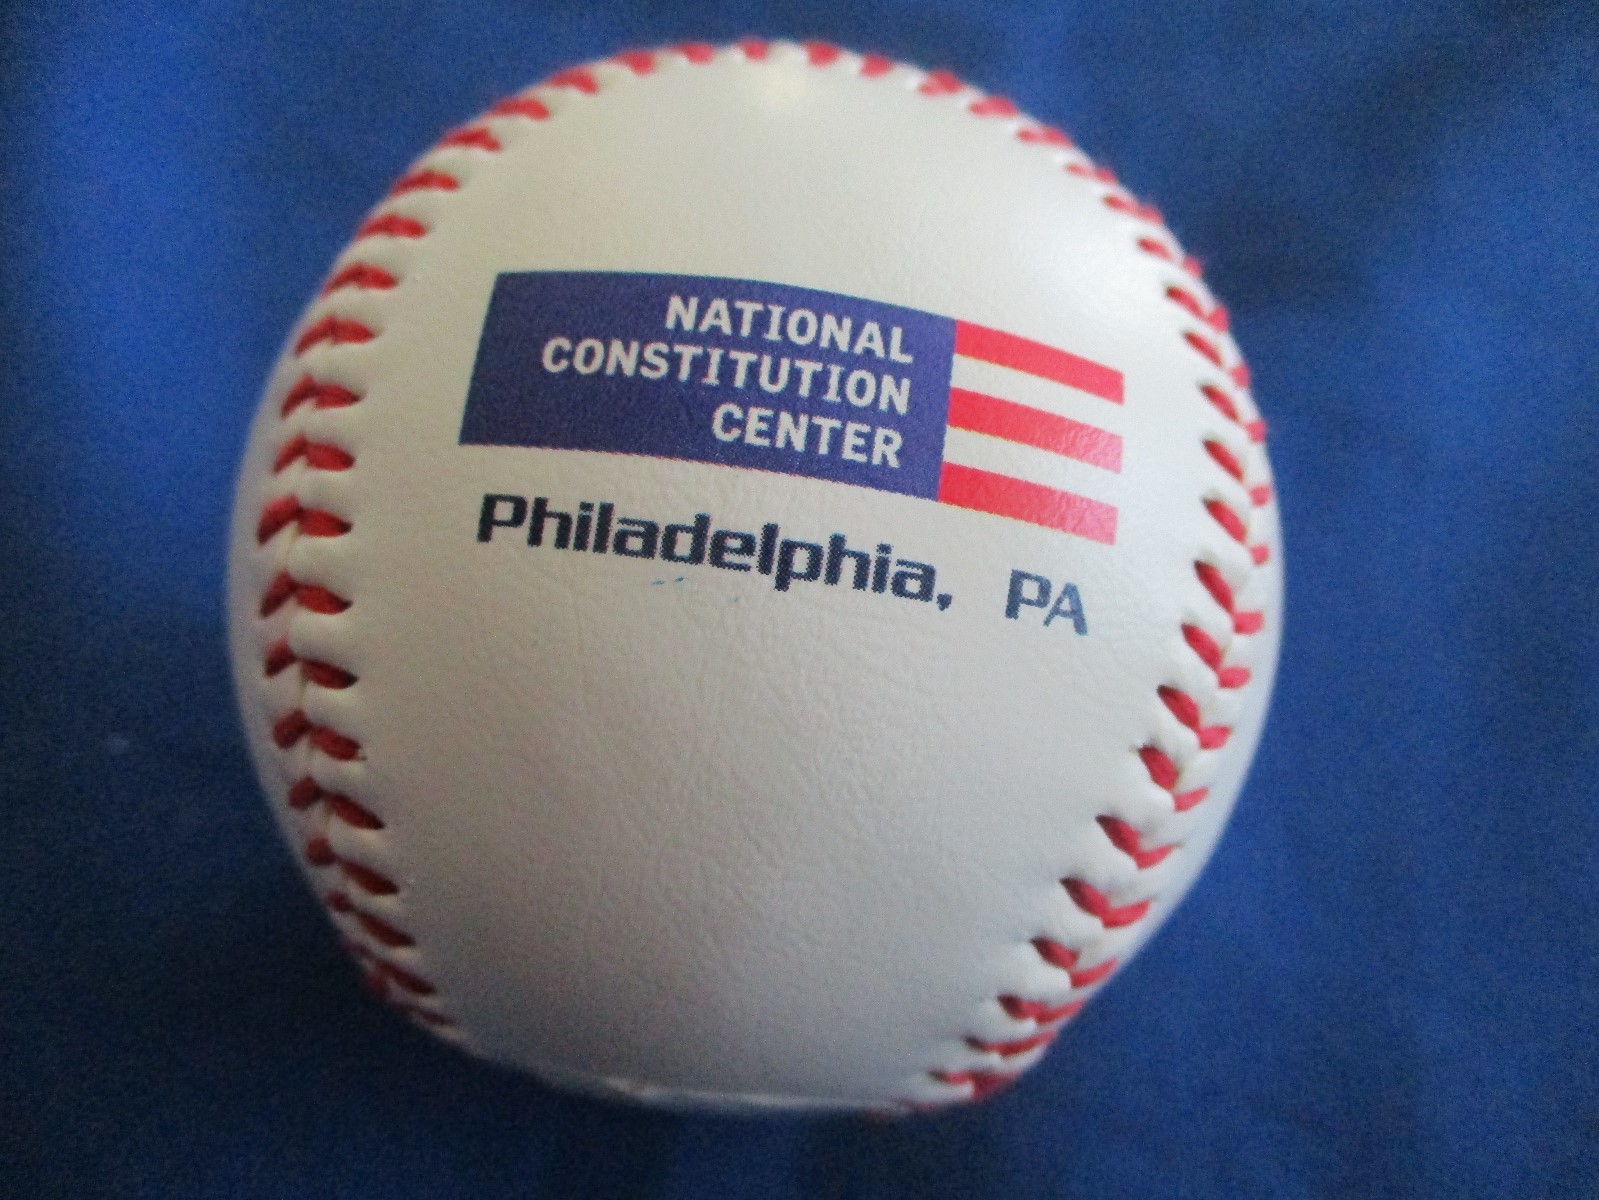 NATIONAL
CONSTITUTION
CENTER
Philadelphia, PA